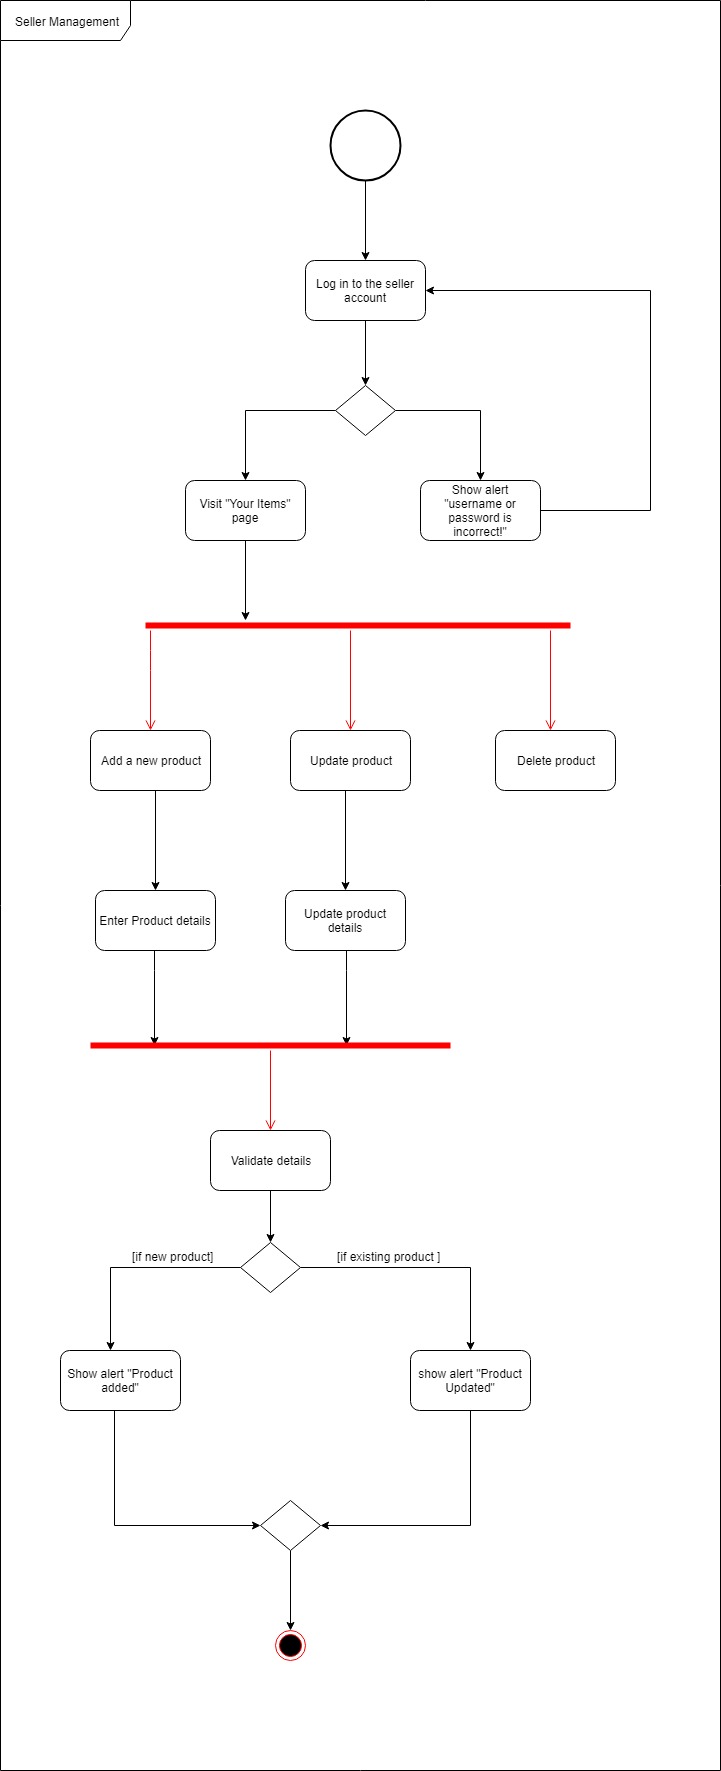 Seller Management
Log in to the seller
account
Visit "Your Items"
page
Show alert
"username or
password is
incorrect!"
Add a new product
Update product
Delete product
Enter Product details
Update product
details
Validate details
[if new product]
[if existing product ]
Show alert "Product
added"
show alert "Product
Updated"